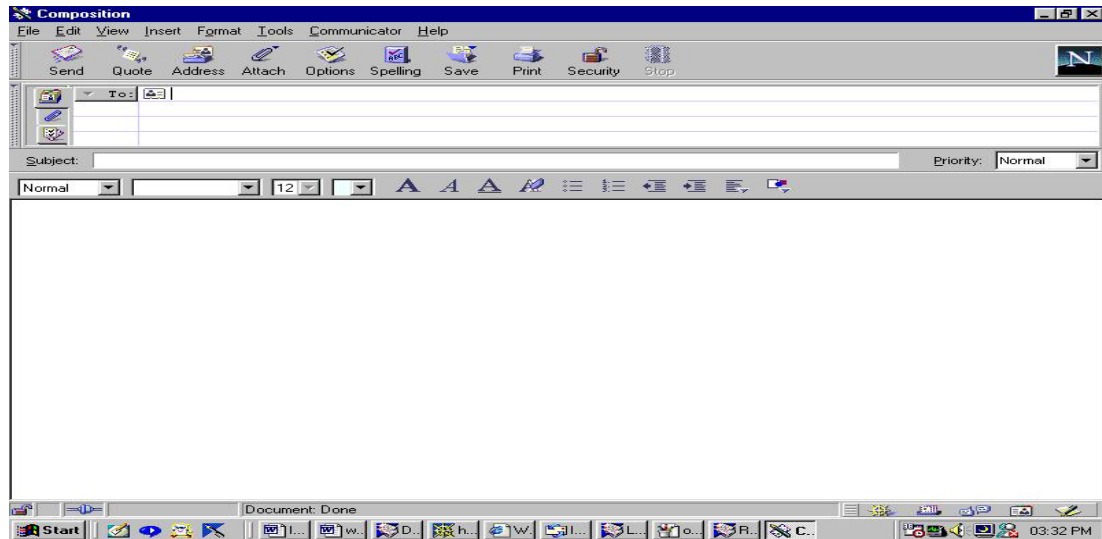 Composition
File Edit View Insert Format Tools Communicator Help
Send Quote Address Attach Options Spelling Save Print Security Stop
N
To:
Subject: Priority: Normal
Normal 12 A A A
Document: Done
Start I... w.. D.. h.. W. I... L.. o... R.. C.. 03:32 PM